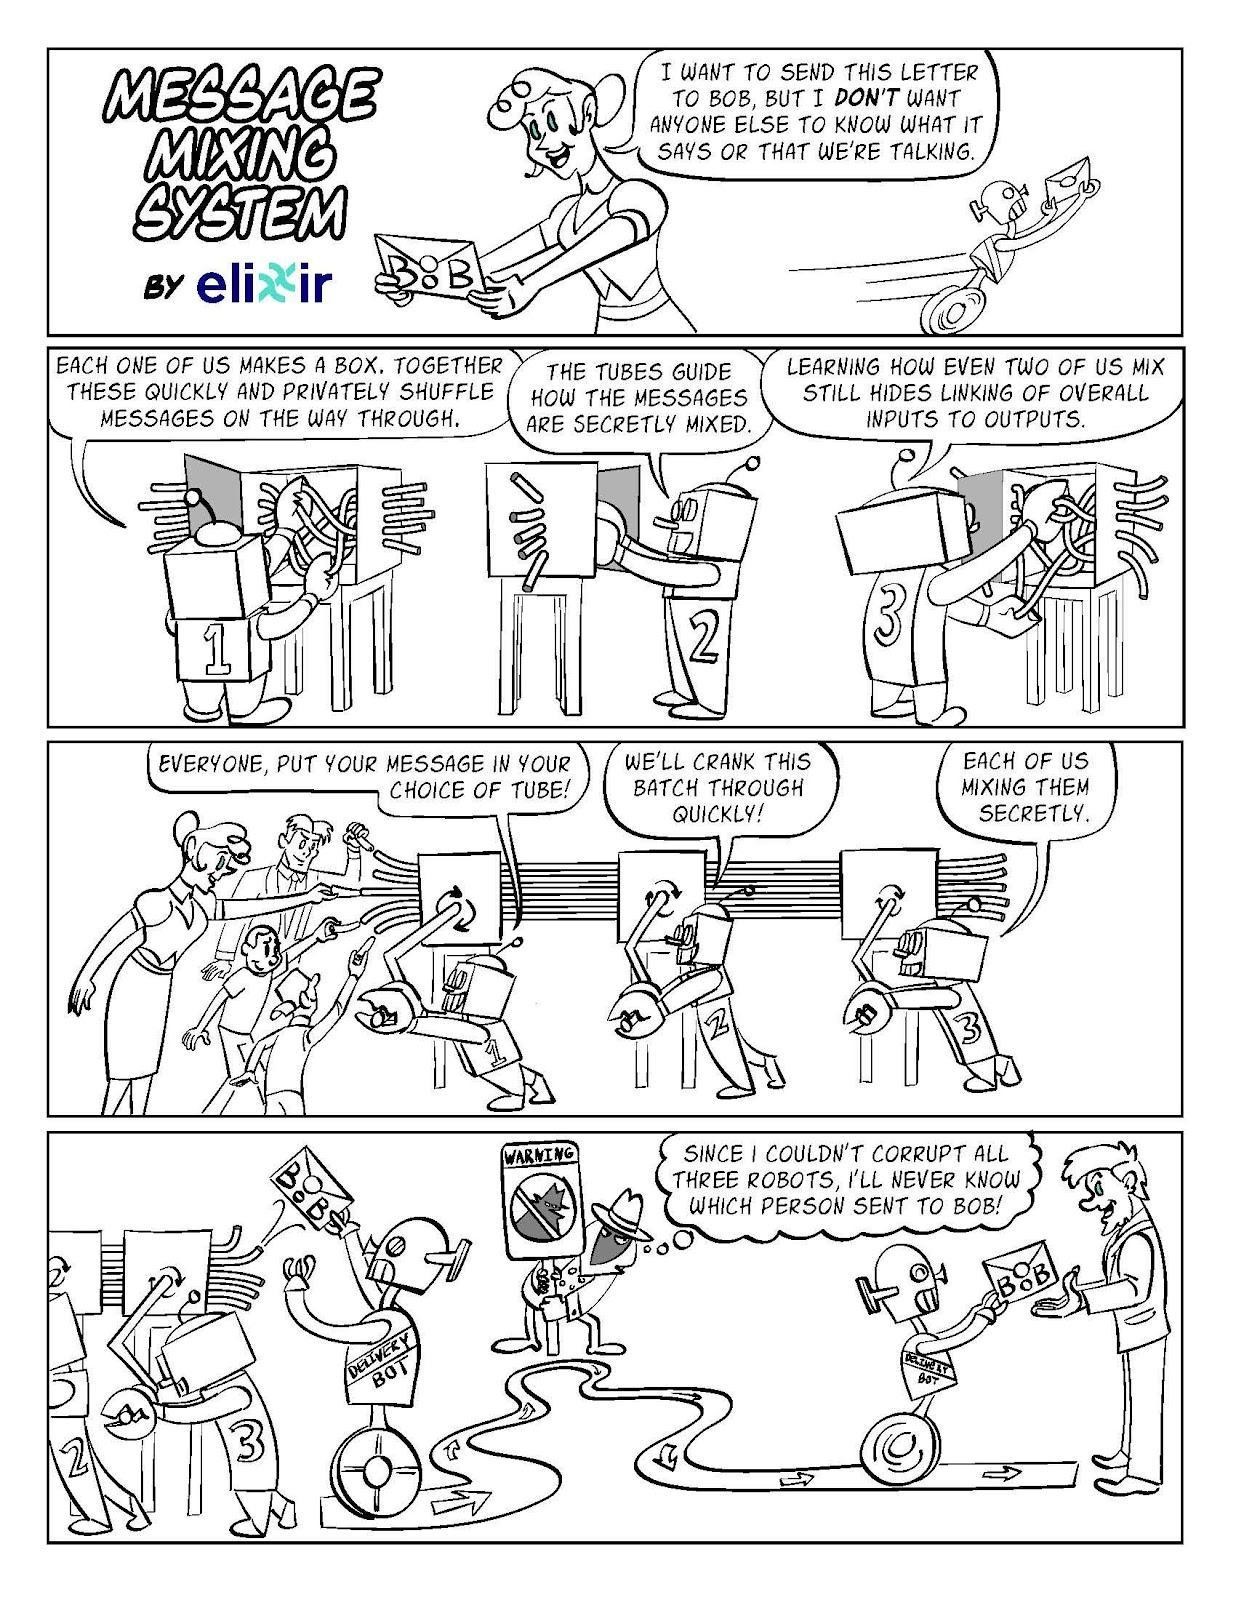 MESSAGE
MIXING
SYSTEM
BY elixxir
I WANT TO SEND THIS LETTER
TO BOB, BUT I DON'T WANT
ANYONE ELSE TO KNOW WHAT IT
SAYS OR THAT WE'RE TALKING.
BOB
EACH ONE OF US MAKES A BOX. TOGETHER
THESE QUICKLY AND PRIVATELY SHUFFLE
MESSAGES ON THE WAY THROUGH.
THE TUBES GUIDE
HOW THE MESSAGES
ARE SECRETLY MIXED.
LEARNING HOW EVEN TWO OF US MIX
STILL HIDES LINKING OF OVERALL
INPUTS TO OUTPUTS.
1
2
3
EVERYONE, PUT YOUR MESSAGE IN YOUR
CHOICE OF TUBE!
WE'LL CRANK THIS
BATCH THROUGH
QUICKLY!
EACH OF US
MIXING THEM
SECRETLY.
1
2
3
BOB
WARNING
SINCE I COULDN'T CORRUPT ALL
THREE ROBOTS, I'LL NEVER KNOW
WHICH PERSON SENT TO BOB!
BOB
DELIVERY
BOT
DELIVERY
BOT
2
3